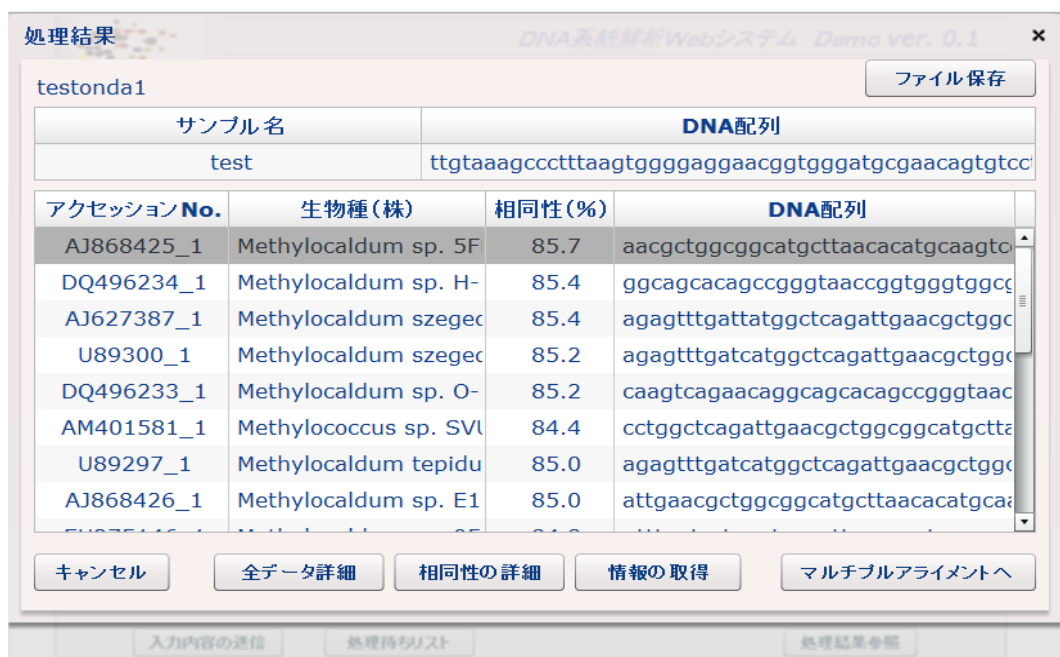 処理結果
DNA系統解析Webシステム Demo ver. 0.1
×
testonda1
ファイル保存
サンプル名 DNA配列
test ttgtaaagccctttaagtggggaggaacggtgggatgcgaacagtgtcct
アクセッションNo. 生物種(株) 相同性(%) DNA配列
AJ868425_1 Methylocaldum sp. 5F 85.7 aacgctggcggcatgcttaacacatgcaagtc
DQ496234_1 Methylocaldum sp. H- 85.4 ggcagcacagccgggtaaccggtgggtggcg
AJ627387_1 Methylocaldum szeged 85.4 agagtttgattatggctcagattgaacgctggc
U89300_1 Methylocaldum szeged 85.2 agagtttgatcatggctcagattgaacgctggc
DQ496233_1 Methylocaldum sp. O- 85.2 caagtcagaacaggcagcacagccgggtaac
AM401581_1 Methylococcus sp. SVU 84.4 cctggctcagattgaacgctggcggcatgctta
U89297_1 Methylocaldum tepidu 85.0 agagtttgatcatggctcagattgaacgctggc
AJ868426_1 Methylocaldum sp. E1 85.0 attgaacgctggcggcatgcttaacacatgcaa
キャンセル 全データ詳細 相同性の詳細 情報の取得 マルチプルアライメントへ
入力内容の送信 処理待ちリスト 処理結果参照